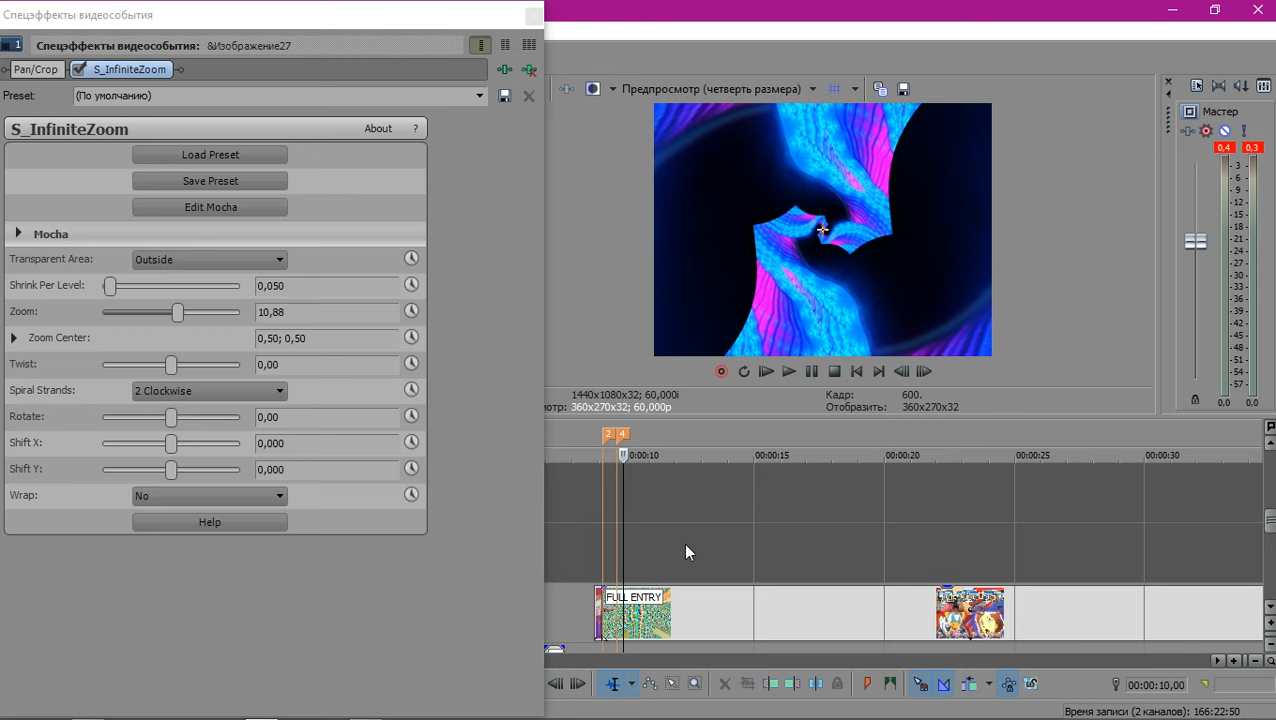 Спецэффекты видеособытия
1 Спецэффекты видеособытия: &Изображение27
Pan/Crop S_InfiniteZoom
Preset: (По умолчанию)
S_InfiniteZoom About ?
Load Preset
Save Preset
Edit Mocha
Mocha
Transparent Area: Outside
Shrink Per Level: 0,050
Zoom: 10,88
Zoom Center: 0,50; 0,50
Twist: 0,00
Spiral Strands: 2 Clockwise
Rotate: 0,00
Shift X: 0,000
Shift Y: 0,000
Wrap: No
Help
Предпросмотр (четверть размера)
1440x1080x32; 60,000i
мотр: 360x270x32; 60,000p
Кадр: 600.
Отобразить: 360x270x32
Мастер
0,4 0,3
3
6
9
12
15
18
21
24
27
30
33
36
39
42
45
48
51
54
57
0,0 0,0
2 4
0:00:10 00:00:15 00:00:20 00:00:25 00:00:30
FULL ENTRY
00:00:10,00
Время записи (2 каналов): 166:22:50